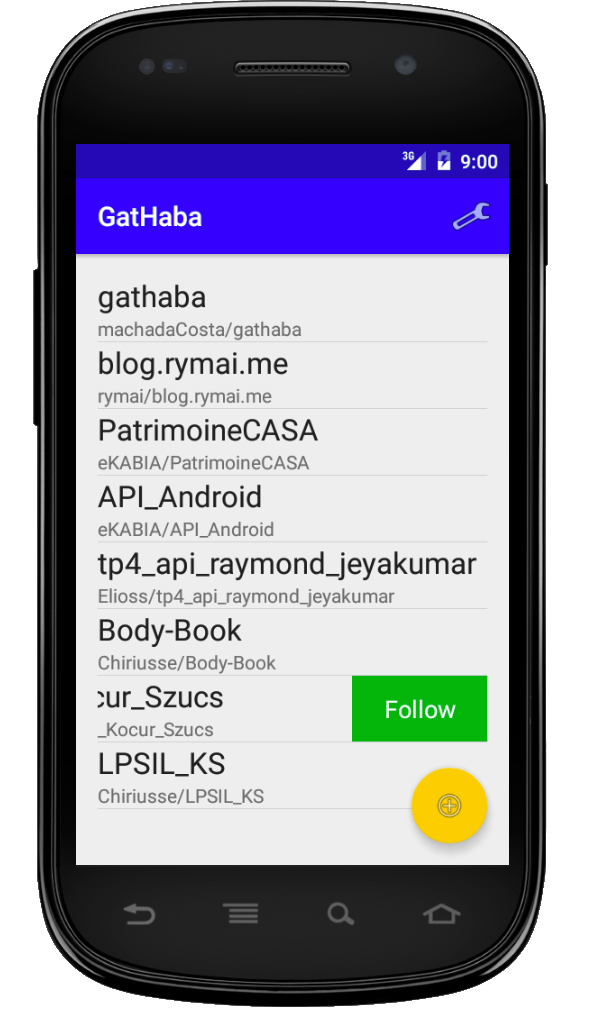 3G 9:00
GatHaba
gathaba
machadaCosta/gathaba
blog.rymai.me
rymai/blog.rymai.me
PatrimoineCASA
eKABIA/PatrimoineCASA
API_Android
eKABIA/API_Android
tp4_api_raymond_jeyakumar
Elioss/tp4_api_raymond_jeyakumar
Body-Book
Chiriusse/Body-Book
cur_Szucs
Follow
_Kocur_Szucs
LPSIL_KS
Chiriusse/LPSIL_KS